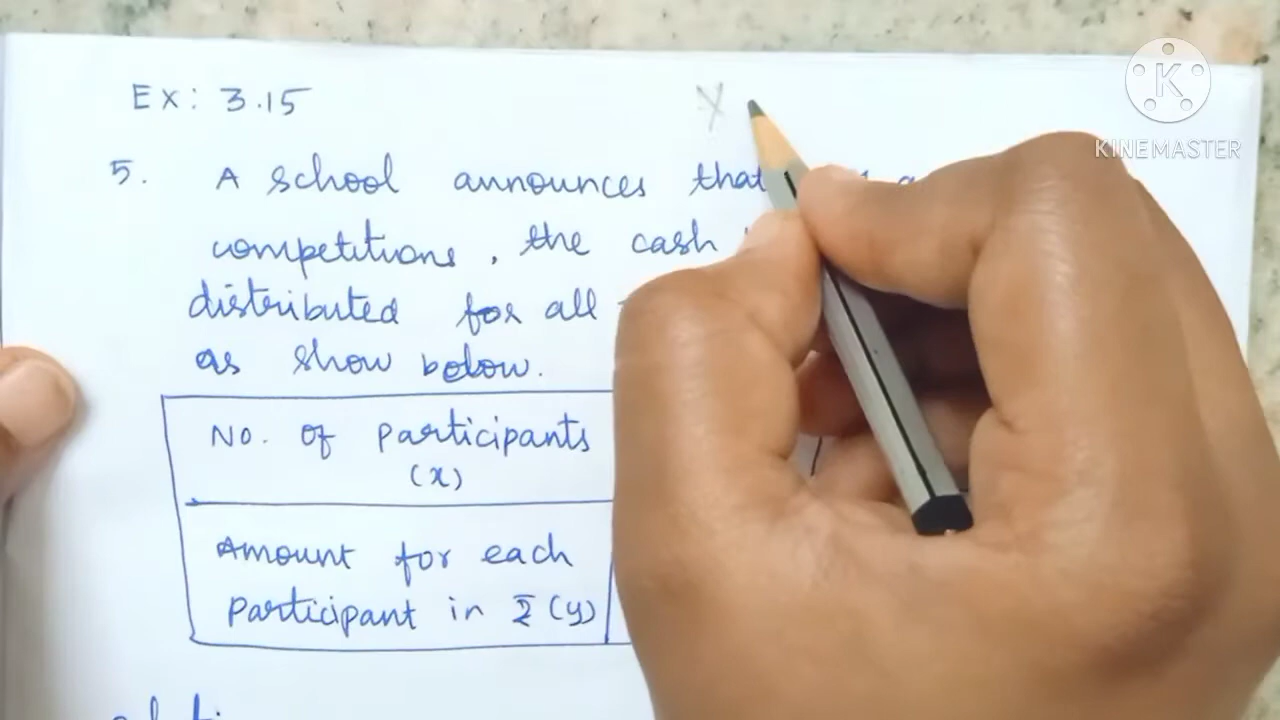 Ex: 3.15
5. A school announces that
competitions, the cash
distributed for all
as show below.
No. of participants
(x)
Amount for each
participant in ₹ (y)
K
KINEMASTER